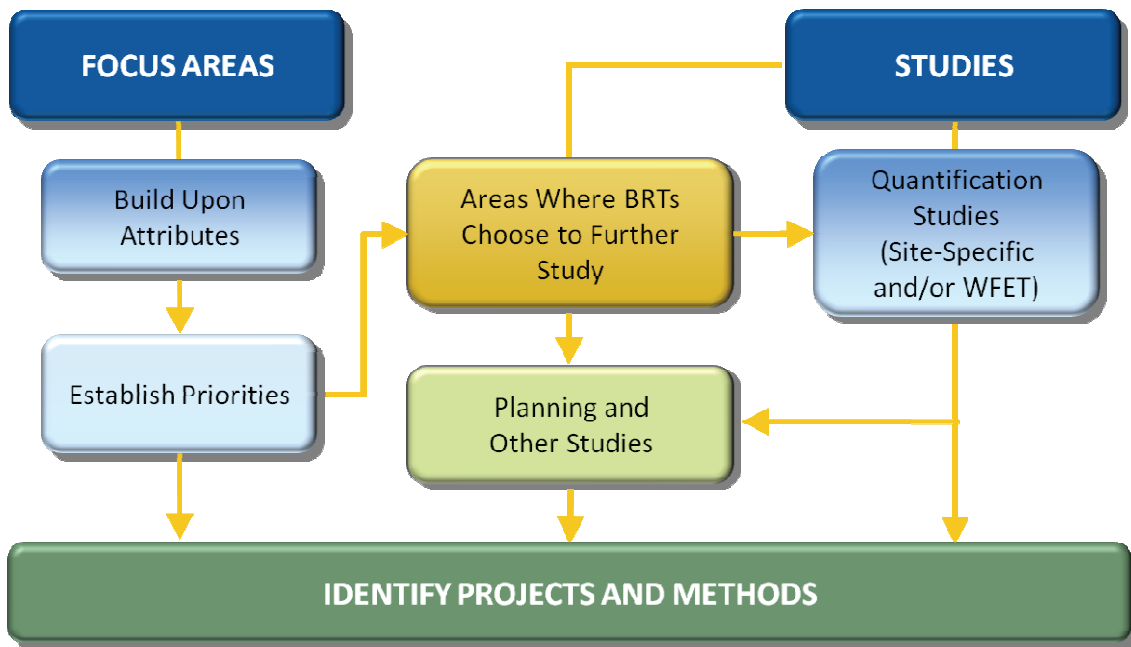 FOCUS AREAS
STUDIES
Build Upon
Attributes
Areas Where BRTs
Choose to Further
Study
Quantification
Studies
(Site-Specific
and/or WFET)
Establish Priorities
Planning and
Other Studies
IDENTIFY PROJECTS AND METHODS